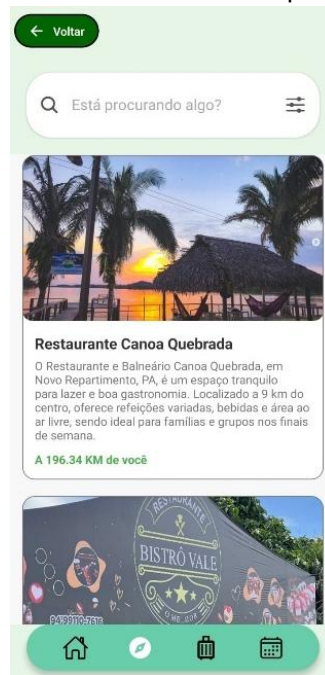 Voltar
Está procurando algo?
Restaurante Canoa Quebrada
O Restaurante e Balneário Canoa Quebrada, em
Novo Repartimento, PA, é um espaço tranquilo
para lazer e boa gastronomia. Localizado a 9 km do
centro, oferece refeições variadas, bebidas e área ao
ar livre, sendo ideal para famílias e grupos nos finais
de semana.
A 196.34 KM de você
RESTAURANTE
BISTRÔ VALE